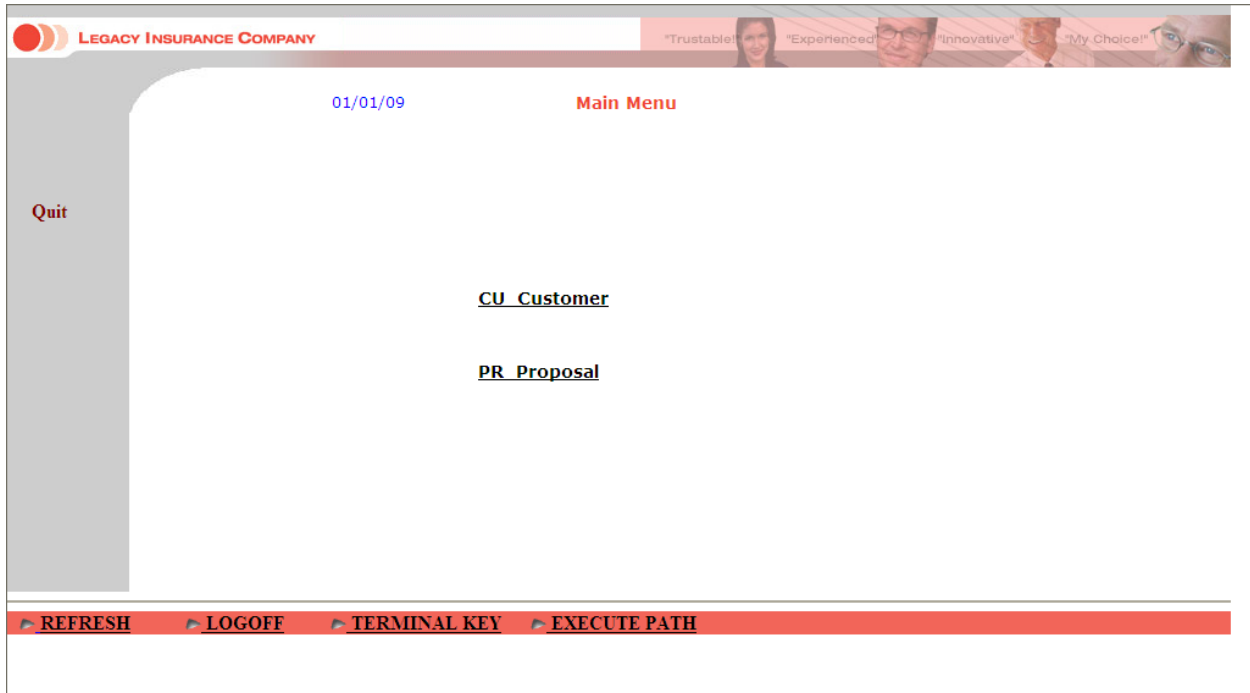 LEGACY INSURANCE COMPANY
"Trustable!" "Experienced" "Innovative" "My Choice!"
01/01/09 Main Menu
Quit
CU Customer
PR Proposal
REFRESH LOGOFF TERMINAL KEY EXECUTE PATH